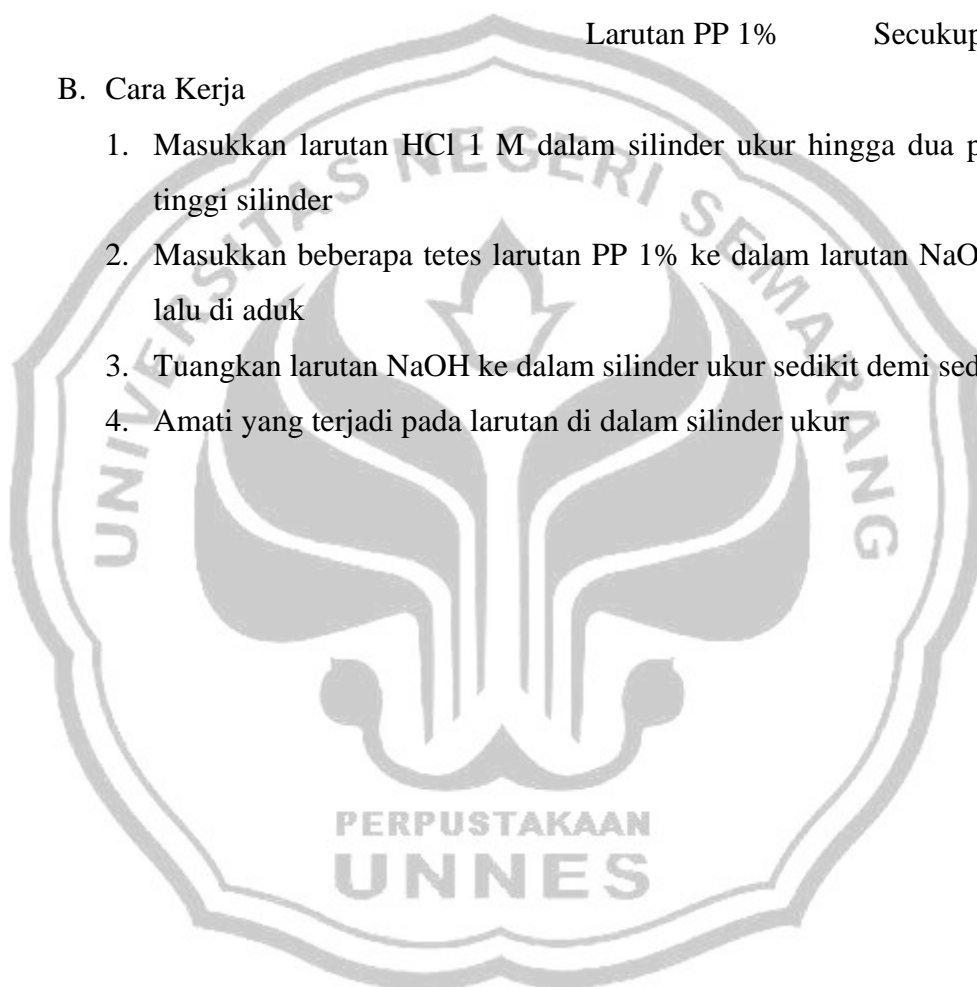 Larutan PP 1% Secukup
B. Cara Kerja
1. Masukkan larutan HCl 1 M dalam silinder ukur hingga dua p
tinggi silinder
2. Masukkan beberapa tetes larutan PP 1% ke dalam larutan NaO
lalu di aduk
3. Tuangkan larutan NaOH ke dalam silinder ukur sedikit demi sed
4. Amati yang terjadi pada larutan di dalam silinder ukur
UNIVERSITAS NEGERI SEMARANG
PERPUSTAKAAN
UNNES